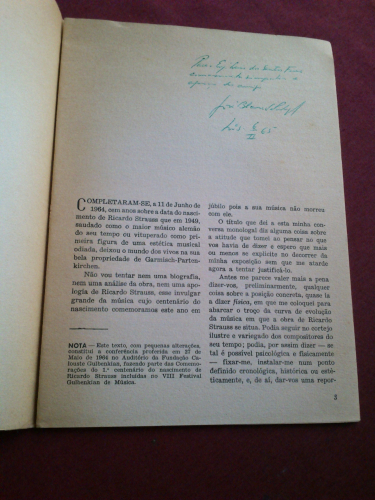 COMPLETARAM-SE, a 11 de Junho de
1964, cem anos sobre a data do nasci-
mento de Ricardo Strauss que em 1949,
saudado como o maior músico alemão
do seu tempo ou vituperado como pri-
meira figura de uma estética musical
odiada, deixou o mundo dos vivos na sua
bela propriedade de Garmisch-Parten-
kirchen.
Não vou tentar nem uma biografia,
nem uma análise da obra, nem uma apo-
logia de Ricardo Strauss, esse invulgar
grande da música cujo centenário do
nascimento comemoramos este ano em
NOTA — Este texto, com pequenas alterações,
constitui a conferência proferida em 27 de
Maio de 1964 no Auditório da Fundação Ca-
louste Gulbenkian, fazendo parte das Comemo-
rações do 1.º centenário do nascimento de
Ricardo Strauss incluídas no VIII Festival
Gulbenkian de Música.
júbilo pois a sua música não morreu
com ele.
O título que dei a esta minha con-
versa monologal diz alguma coisa sobre
a atitude que tomei ao pensar no que
vos havia de dizer e espero que mais
ou menos se explicite no decorrer da
minha exposição sem que me tarde
agora a tentar justificá-lo.
Antes me parece valer mais a pena
dizer-vos, preliminarmente, qualquer
coisa sobre a posição concreta, quase ia
a dizer física, em que me coloquei para
abarcar o troço da curva de evolução
da música em que a obra de Ricardo
Strauss se situa. Podia seguir no cortejo
ilustre e variegado dos compositores do
seu tempo; podia, por assim dizer — se
tal é possível psicológica e fisicamente
— fixar-me, instalar-me num ponto
definido cronológica, histórica ou esté-
ticamente, e, de aí, dar-vos uma repor-
3